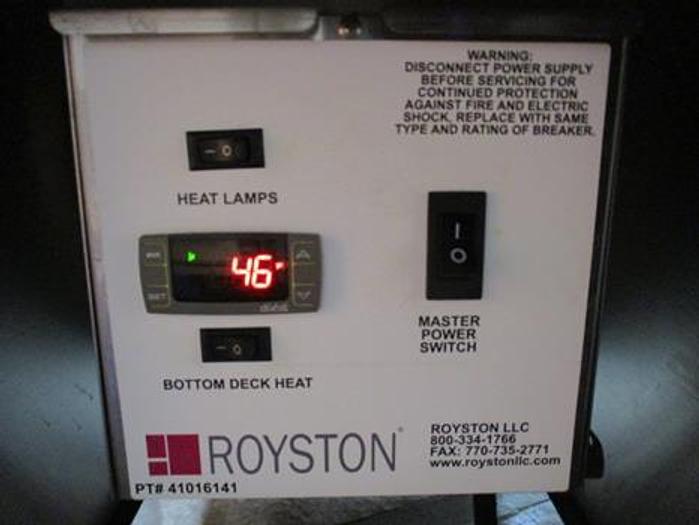 WARNING:
DISCONNECT POWER SUPPLY
BEFORE SERVICING FOR
CONTINUED PROTECTION
AGAINST FIRE AND ELECTRIC
SHOCK, REPLACE WITH SAME
TYPE AND RATING OF BREAKER.
HEAT LAMPS
46
SET
MASTER
POWER
SWITCH
BOTTOM DECK HEAT
ROYSTON
ROYSTON LLC
800-334-1766
FAX: 770-735-2771
www.roystonllc.com
PT# 41016141